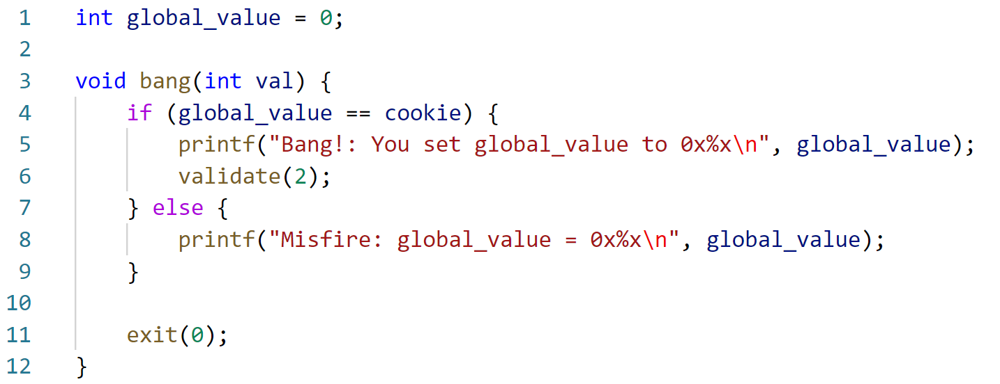 1 int global_value = 0;
2
3 void bang(int val) {
4     if (global_value == cookie) {
5         printf("Bang!: You set global_value to 0x%x\n", global_value);
6         validate(2);
7     } else {
8         printf("Misfire: global_value = 0x%x\n", global_value);
9     }
10
11     exit(0);
12 }